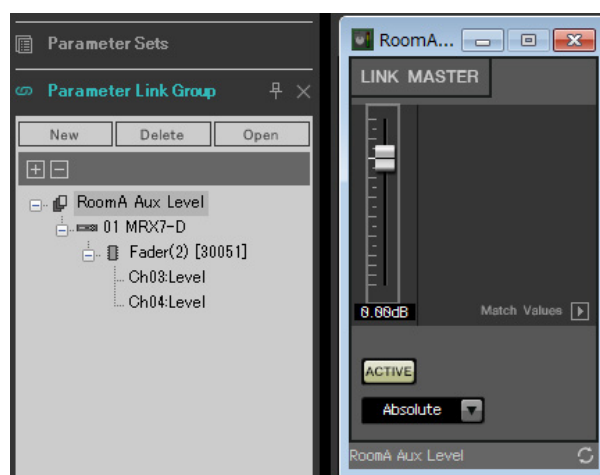 Parameter Sets
Parameter Link Group
New Delete Open
RoomA Aux Level
01 MRX7-D
Fader(2) [30051]
Ch03:Level
Ch04:Level
RoomA...
LINK MASTER
0.00dB
Match Values
ACTIVE
Absolute
RoomA Aux Level